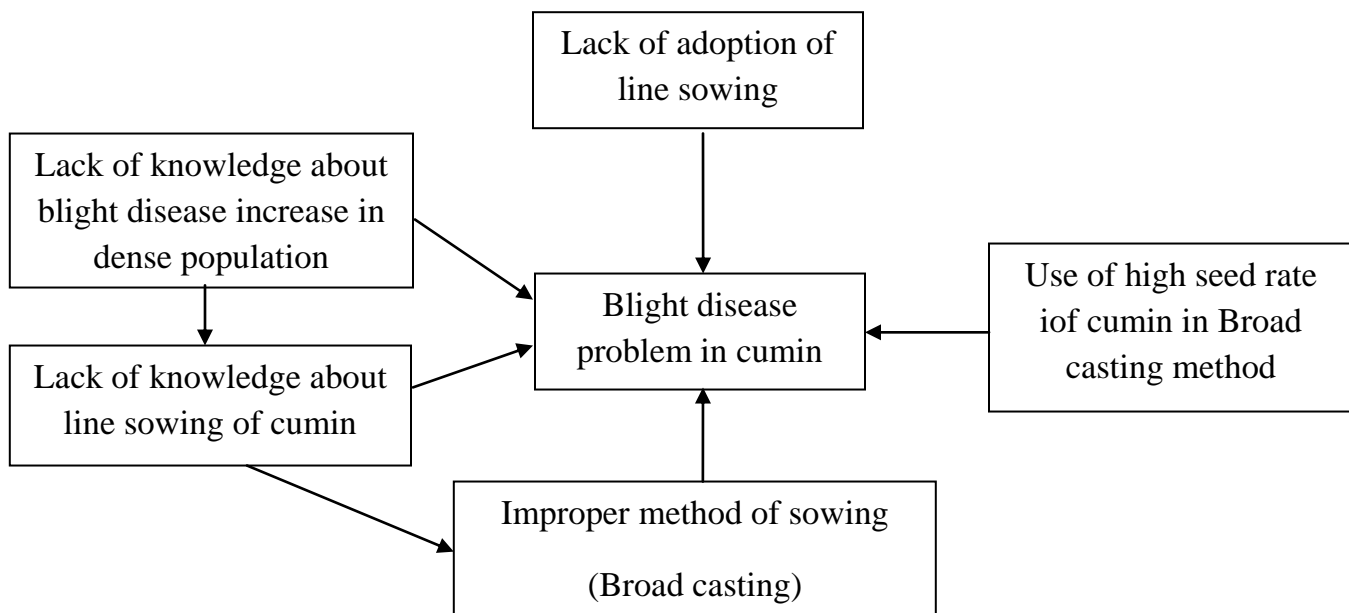 Lack of adoption of
line sowing
Lack of knowledge about
blight disease increase in
dense population
Blight disease
problem in cumin
Use of high seed rate
iof cumin in Broad
casting method
Lack of knowledge about
line sowing of cumin
Improper method of sowing
(Broad casting)